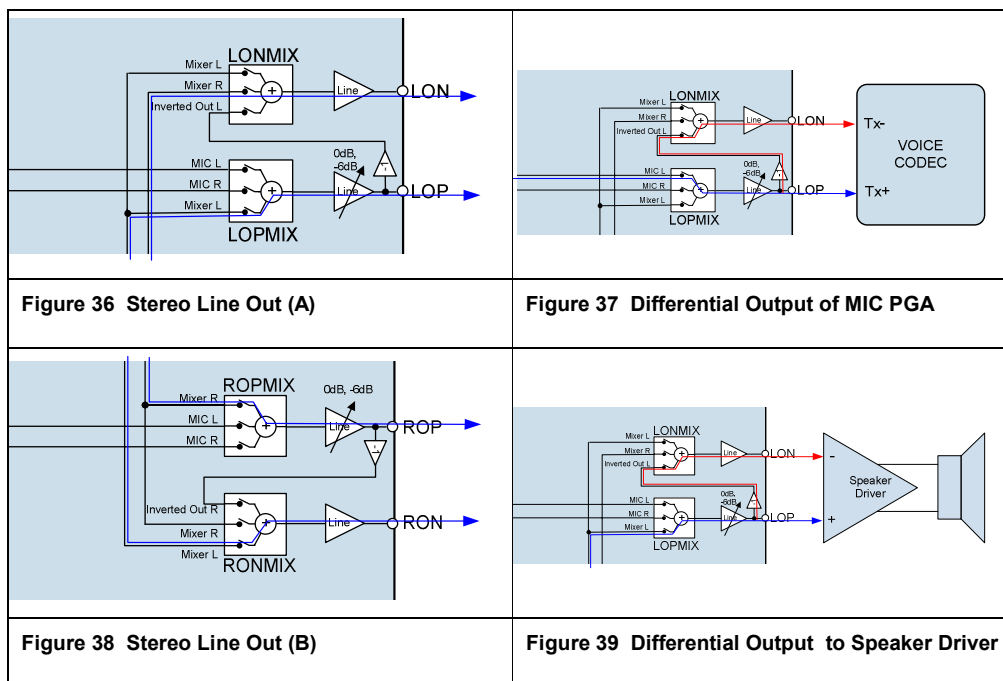 LONMIX
Mixer L
Mixer R
Inverted Out L
Line
LON
-1
0dB,
-6dB
MIC L
MIC R
Mixer L
Line
LOP
LOPMIX
Figure 36 Stereo Line Out (A)
LONMIX
Mixer L
Mixer R
Inverted Out L
Line
LON
-1
0dB,
-6dB
MIC L
MIC R
Mixer L
Line
LOP
LOPMIX
Tx-
VOICE
CODEC
Tx+
Figure 37 Differential Output of MIC PGA
ROPMIX
Mixer R
MIC L
MIC R
0dB, -6dB
Line
ROP
-1
Inverted Out R
Mixer R
Mixer L
Line
RON
RONMIX
Figure 38 Stereo Line Out (B)
LONMIX
Mixer L
Mixer R
Inverted Out L
Line
LON
-1
0dB,
-6dB
MIC L
MIC R
Mixer L
Line
LOP
LOPMIX
-
Speaker
Driver
+
Figure 39 Differential Output to Speaker Driver